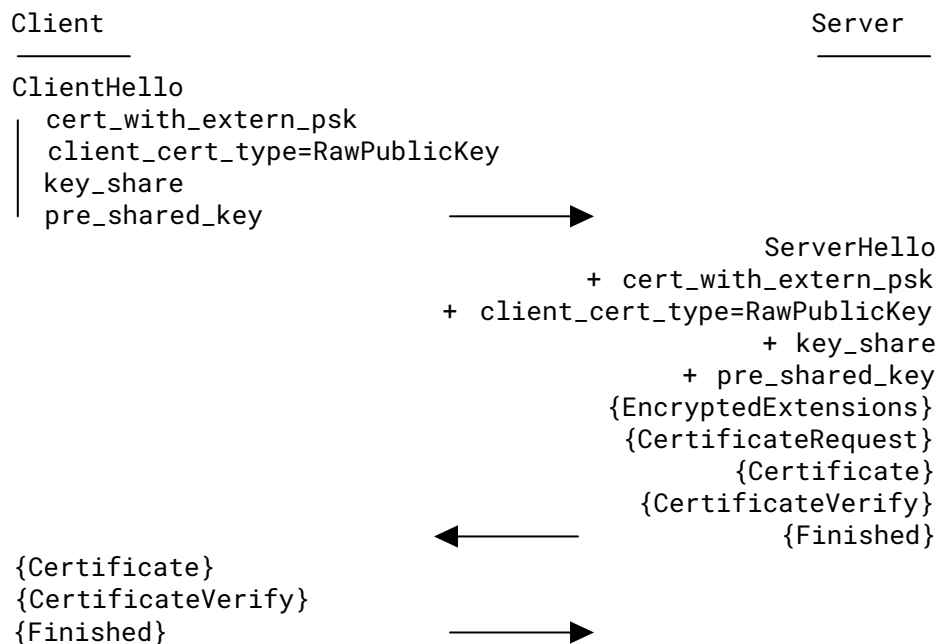 Client Server
ClientHello
cert_with_extern_psk
client_cert_type=RawPublicKey
key_share
pre_shared_key
ServerHello
+ cert_with_extern_psk
+ client_cert_type=RawPublicKey
+ key_share
+ pre_shared_key
{EncryptedExtensions}
{CertificateRequest}
{Certificate}
{CertificateVerify}
{Finished}
{Certificate}
{CertificateVerify}
{Finished}